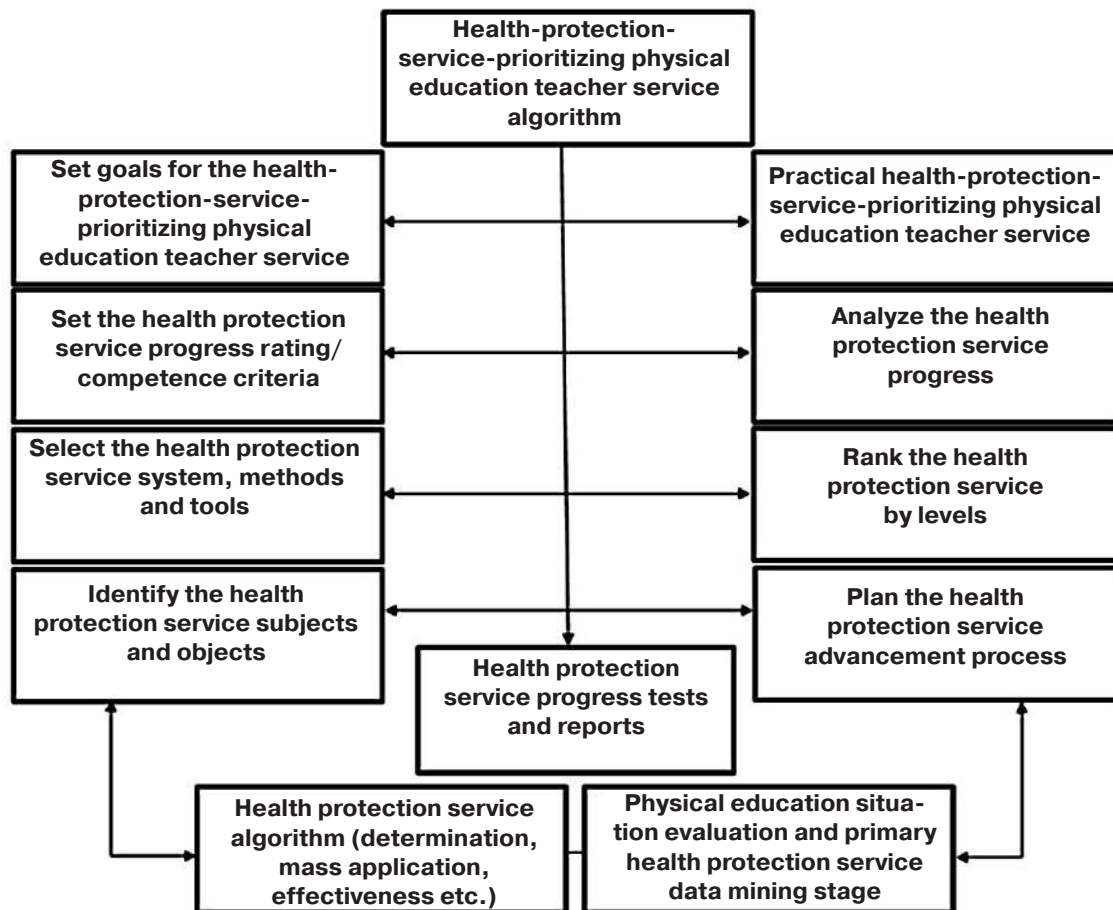 Health-protection-
service-prioritizing physical
education teacher service
algorithm
Set goals for the health-
protection-service-
prioritizing physical
education teacher service
Practical health-protection-
service-prioritizing physical
education teacher service
Set the health protection
service progress rating/
competence criteria
Analyze the health
protection service
progress
Select the health protection
service system, methods
and tools
Rank the health
protection service
by levels
Identify the health
protection service subjects
and objects
Plan the health
protection service
advancement process
Health protection
service progress tests
and reports
Health protection service
algorithm (determination,
mass application,
effectiveness etc.)
Physical education situa-
tion evaluation and primary
health protection service
data mining stage